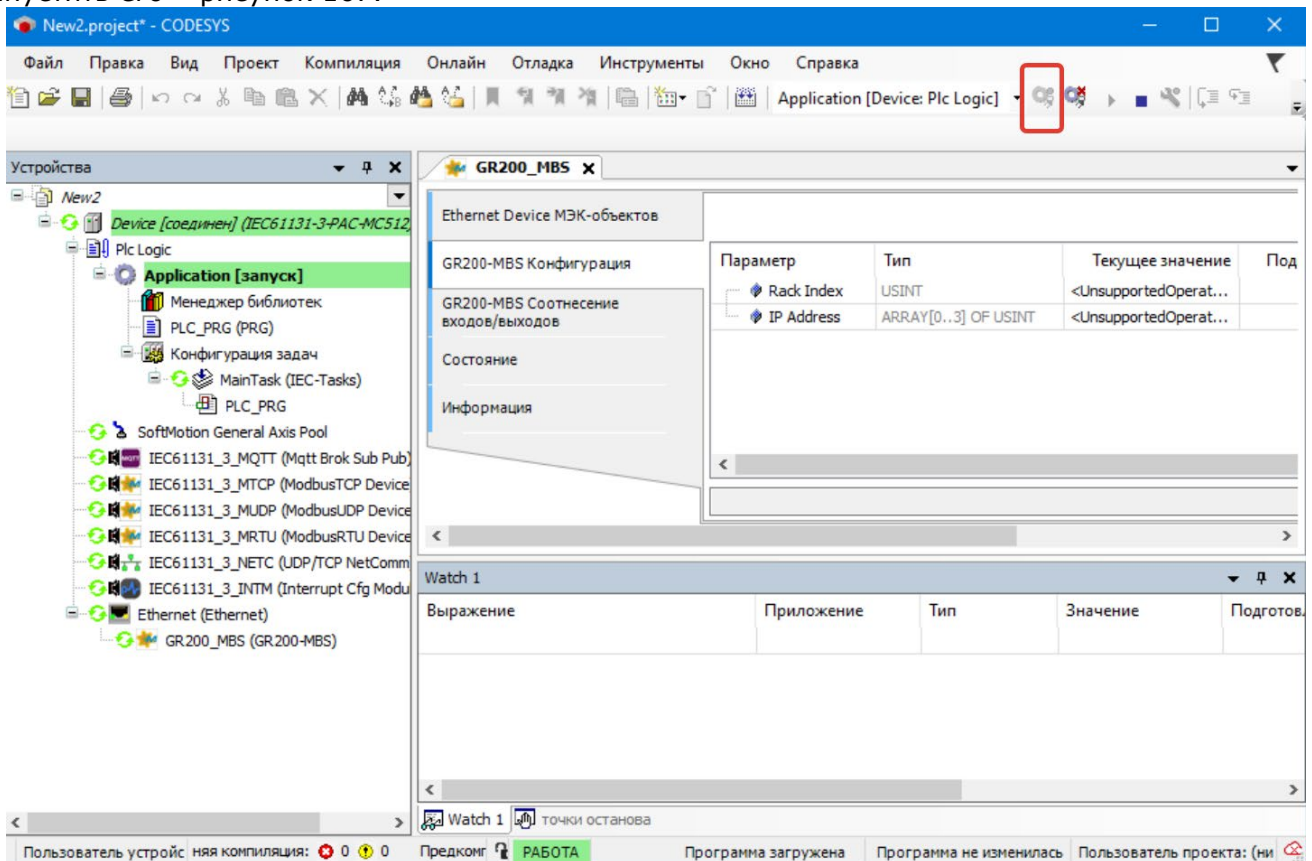 New2.project* - CODESYS
Файл Правка Вид Проект Компиляция Онлайн Отладка Инструменты Окно Справка
Application [Device: Plc Logic]
Устройства
New2
Device [соединен] (IEC61131-3-PAC-MC512)
Plc Logic
Application [запуск]
Менеджер библиотек
PLC_PRG (PRG)
Конфигурация задач
MainTask (IEC-Tasks)
PLC_PRG
SoftMotion General Axis Pool
IEC61131_3_MQTT (Mqtt Brok Sub Pub)
IEC61131_3_MTCP (ModbusTCP Device
IEC61131_3_MUDP (ModbusUDP Device
IEC61131_3_MRTU (ModbusRTU Device
IEC61131_3_NETC (UDP/TCP NetComm
IEC61131_3_INTM (Interrupt Cfg Modu
Ethernet (Ethernet)
GR200_MBS (GR200-MBS)
GR200_MBS
Ethernet Device МЭК-объектов
GR200-MBS Конфигурация
GR200-MBS Соотнесение
входов/выходов
Состояние
Информация
Параметр Тип Текущее значение Под
Rack Index USINT <UnsupportedOperat...
IP Address ARRAY[0..3] OF USINT <UnsupportedOperat...
Watch 1
Выражение Приложение Тип Значение Подготов.
Watch 1 точки останова
Пользователь устройс няя компиляция: 0 0 Предкомг РАБОТА Программа загружена Программа не изменилась Пользователь проекта: (ни